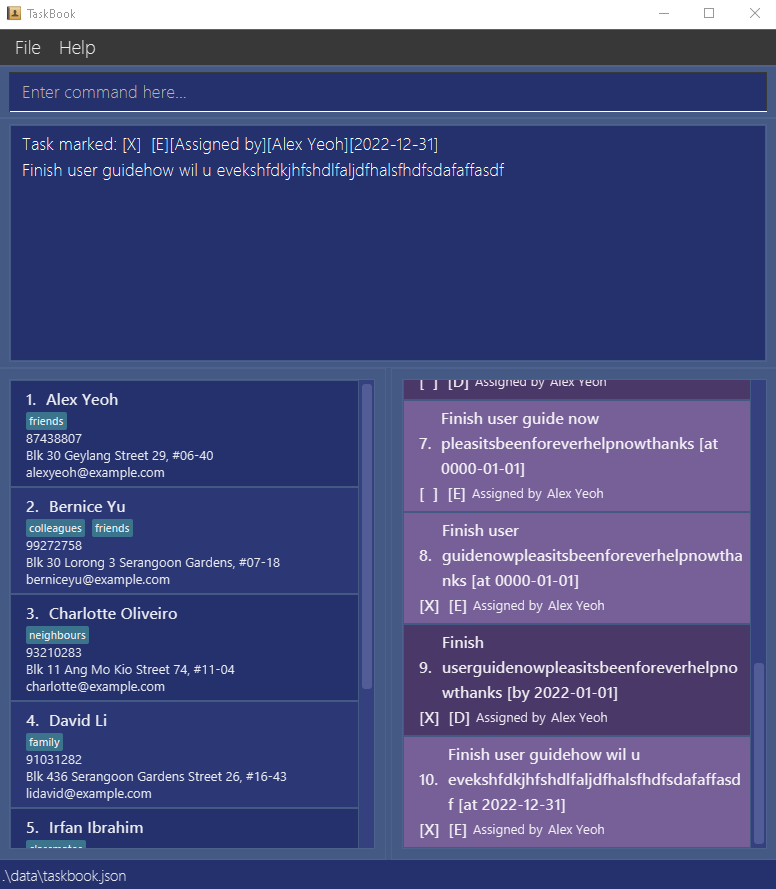 TaskBook
File Help
Enter command here...
Task marked: [X] [E][Assigned by][Alex Yeoh][2022-12-31]
Finish user guidehow wil u evekshfdkjhfshdlfaljdfhalsfhdfsdafaffasdf
1. Alex Yeoh
friends
87438807
Blk 30 Geylang Street 29, #06-40
alexyeoh@example.com
2. Bernice Yu
colleagues friends
99272758
Blk 30 Lorong 3 Serangoon Gardens, #07-18
berniceyu@example.com
3. Charlotte Oliveiro
neighbours
93210283
Blk 11 Ang Mo Kio Street 74, #11-04
charlotte@example.com
4. David Li
family
91031282
Blk 436 Serangoon Gardens Street 26, #16-43
lidavid@example.com
5. Irfan Ibrahim
classmates
[ ] [D] Assigned by Alex Yeoh
Finish user guide now
7. pleasitsbeenforeverhelpnowthanks [at
0000-01-01]
[ ] [E] Assigned by Alex Yeoh
Finish user
8. guidenowpleasitsbeenforeverhelpnowtha
nks [at 0000-01-01]
[X] [E] Assigned by Alex Yeoh
Finish
9. userguidenowpleasitsbeenforeverhelpno
wthanks [by 2022-01-01]
[X] [D] Assigned by Alex Yeoh
Finish user guidehow wil u
10. evekshfdkjhfshdlfaljdfhalsfhdfsdafaffasd
f [at 2022-12-31]
[X] [E] Assigned by Alex Yeoh
.\data\taskbook.json